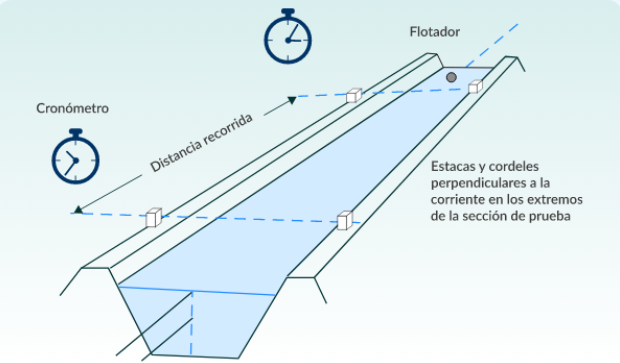 Flotador
Cronómetro
Distancia recorrida
Estacas y cordeles
perpendiculares a la
corriente en los extremos
de la sección de prueba